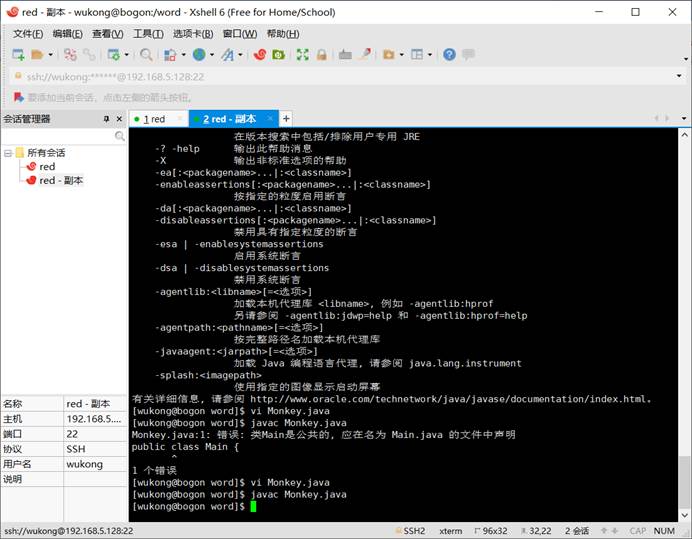 red - 副本 - wukong@bogon:/word - Xshell 6 (Free for Home/School)
文件(F) 编辑(E) 查看(V) 工具(T) 选项卡(B) 窗口(W) 帮助(H)
ssh://wukong:******@192.168.5.128:22
要添加当前会话，点击左侧的箭头按钮。
会话管理器
1 red
2 red - 副本
所有会话
red
red - 副本
在版本搜索中包括/排除用户专用 JRE
-? -help 输出此帮助消息
-X 输出非标准选项的帮助
-ea[:<packagename>...|:<classname>]
-enableassertions[:<packagename>...|:<classname>]
按指定的粒度启用断言
-da[:<packagename>...|:<classname>]
-disableassertions[:<packagename>...|:<classname>]
禁用具有指定粒度的断言
-esa | -enablesystemassertions
启用系统断言
-dsa | -disablesystemassertions
禁用系统断言
-agentlib:<libname>[=<选项>]
加载本机代理库 <libname>, 例如 -agentlib:hprof
另请参阅 -agentlib:jdwp=help 和 -agentlib:hprof=help
-agentpath:<pathname>[=<选项>]
按完整路径名加载本机代理库
-javaagent:<jarpath>[=<选项>]
加载 Java 编程语言代理, 请参阅 java.lang.instrument
-splash:<imagepath>
使用指定的图像显示启动屏幕
有关详细信息, 请参阅 http://www.oracle.com/technetwork/java/javase/documentation/index.html。
[wukong@bogon word]$ vi Monkey.java
[wukong@bogon word]$ javac Monkey.java
Monkey.java:1: 错误: 类Main是公共的, 应在名为 Main.java 的文件中声明
public class Main {
^
1 个错误
[wukong@bogon word]$ vi Monkey.java
[wukong@bogon word]$ javac Monkey.java
[wukong@bogon word]$
名称 red - 副本
主机 192.168.5....
端口 22
协议 SSH
用户名 wukong
说明
ssh://wukong@192.168.5.128:22 SSH2 xterm 96x32 32,22 2 会话 CAP NUM